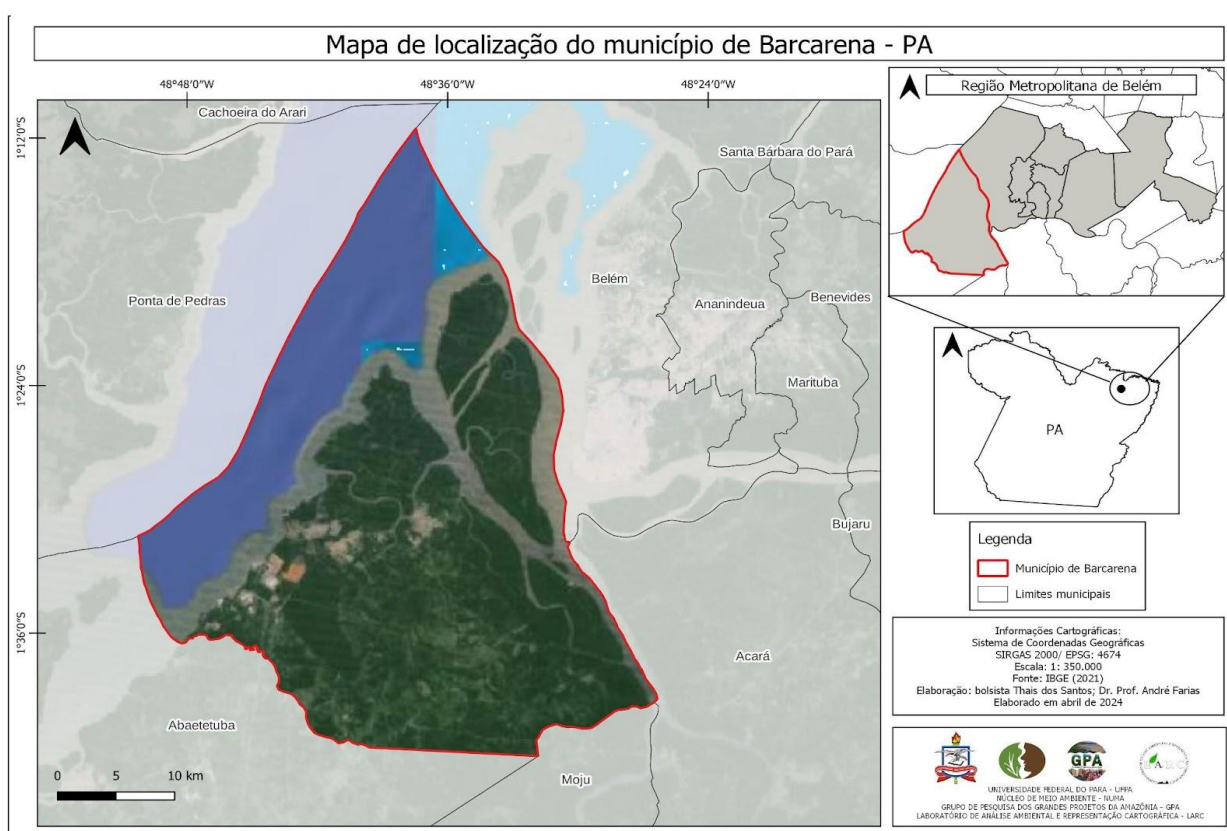 Mapa de localização do município de Barcarena - PA
48°48'0"W
48°36'0"W
48°24'0"W
1°12'0"S
1°24'0"S
1°36'0"S
Cachoeira do Arari
Santa Bárbara do Pará
Ponta de Pedras
Belém
Ananindeua
Benevides
Marituba
Bujaru
Acará
Abaetetuba
Moju
0 5 10 km
Região Metropolitana de Belém
PA
Legenda
Município de Barcarena
Limites municipais
Informações Cartográficas:
Sistema de Coordenadas Geográficas
SIRGAS 2000/ EPSG: 4674
Escala: 1: 350.000
Fonte: IBGE (2021)
Elaboração: bolsista Thais dos Santos; Dr. Prof. André Farias
Elaborado em abril de 2024
GPA
UNIVERSIDADE FEDERAL DO PARA - UFPA
NÚCLEO DE MEIO AMBIENTE - NUMA
GRUPO DE PESQUISA DOS GRANDES PROJETOS DA AMAZÔNIA - GPA
LABORATÓRIO DE ANÁLISE AMBIENTAL E REPRESENTAÇÃO CARTOGRÁFICA - LARC